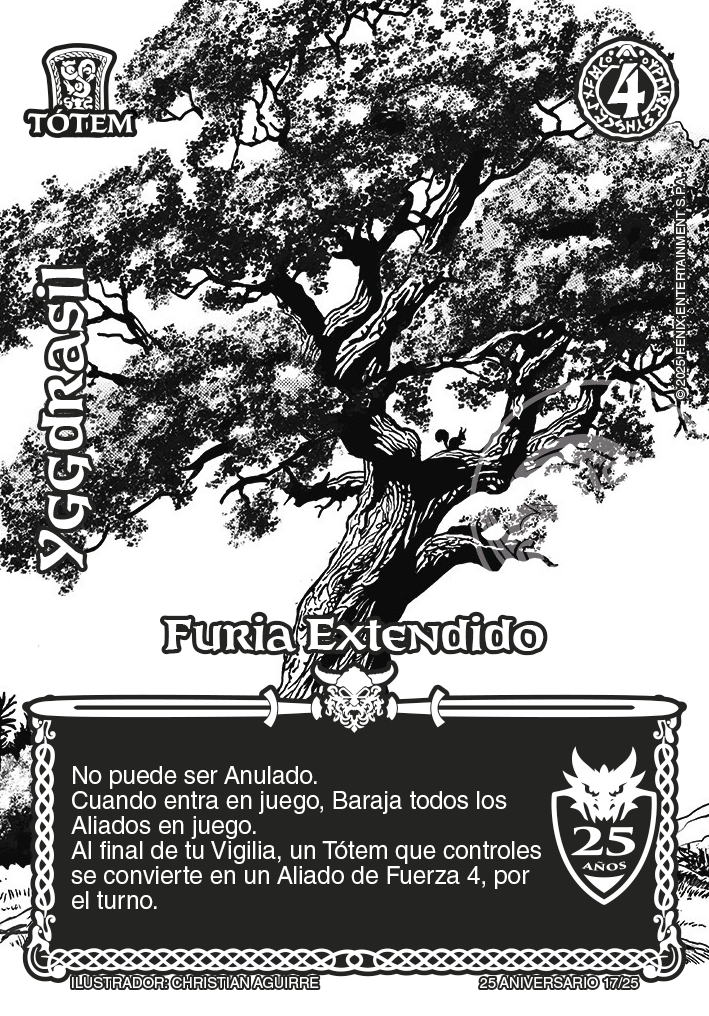 TÓTEM
4
Yggdrasil
© 2025 FENIX ENTERTAINMENT S.P.A.
Furia Extendido
No puede ser Anulado.
Cuando entra en juego, Baraja todos los
Aliados en juego.
Al final de tu Vigilia, un Tótem que controles
se convierte en un Aliado de Fuerza 4, por
el turno.
25
AÑOS
ILUSTRADOR: CHRISTIAN AGUIRRE
25 ANIVERSARIO 17/25